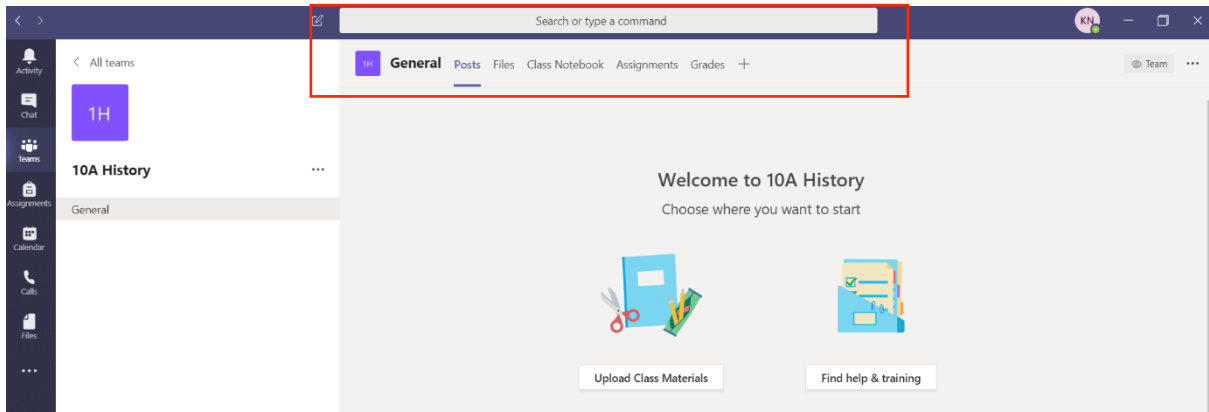 Search or type a command
KN
Activity
Chat
Teams
Assignments
Calendar
Calls
Files
All teams
1H
10A History
General
1H General Posts Files Class Notebook Assignments Grades
Team
Welcome to 10A History
Choose where you want to start
Upload Class Materials
Find help & training